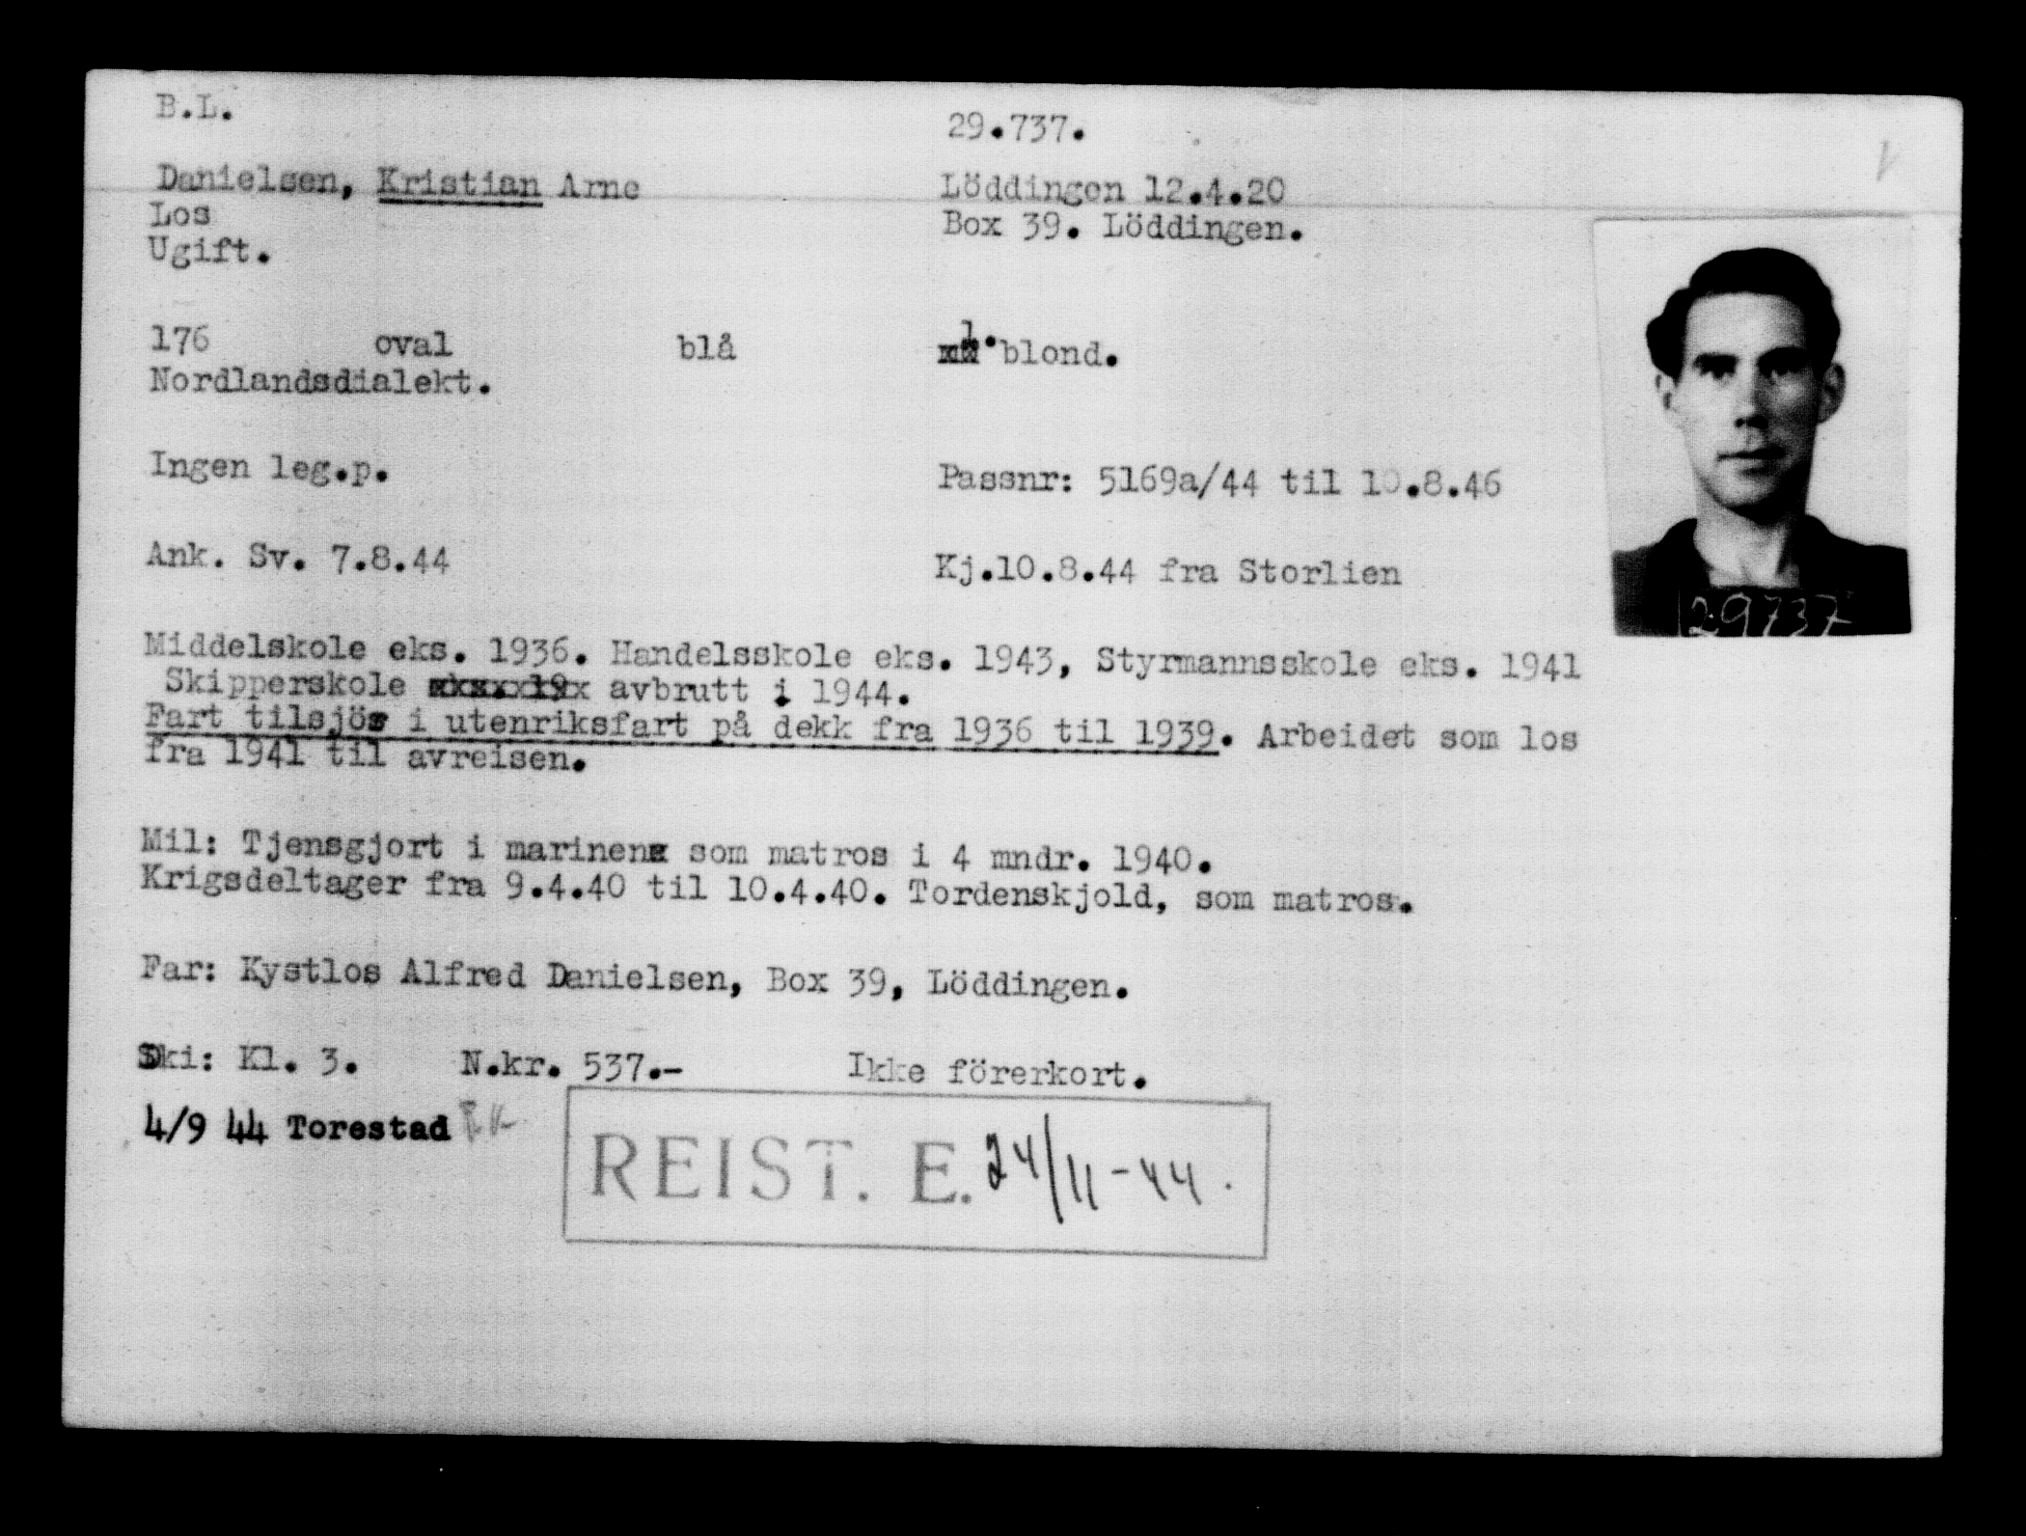 B.L.
29.737.
Danielsen, Kristian Arne
Löddingen 12.4.20
Los
Box 39. Löddingen.
Ugift.
176 oval blå l. blond.
Nordlandsdialekt.
Ingen leg.p.
Passnr: 5169a/44 til 10.8.46
Ank. Sv. 7.8.44
Kj.10.8.44 fra Storlien
29737
Middelskole eks. 1936. Handelsskole eks. 1943, Styrmannsskole eks. 1941
Skipperskole avbrutt i 1944.
Fart tilsjös i utenriksfart på dekk fra 1936 til 1939. Arbeidet som los
fra 1941 til avreisen.
Mil: Tjensgjort i marinen som matros i 4 mndr. 1940.
Krigsdeltager fra 9.4.40 til 10.4.40. Tordenskjold, som matros.
Far: Kystlos Alfred Danielsen, Box 39, Löddingen.
Ski: Kl. 3. N.kr. 537.- Ikke förerkort.
4/9 44 Torestad
REIST. E. 24/11-44.